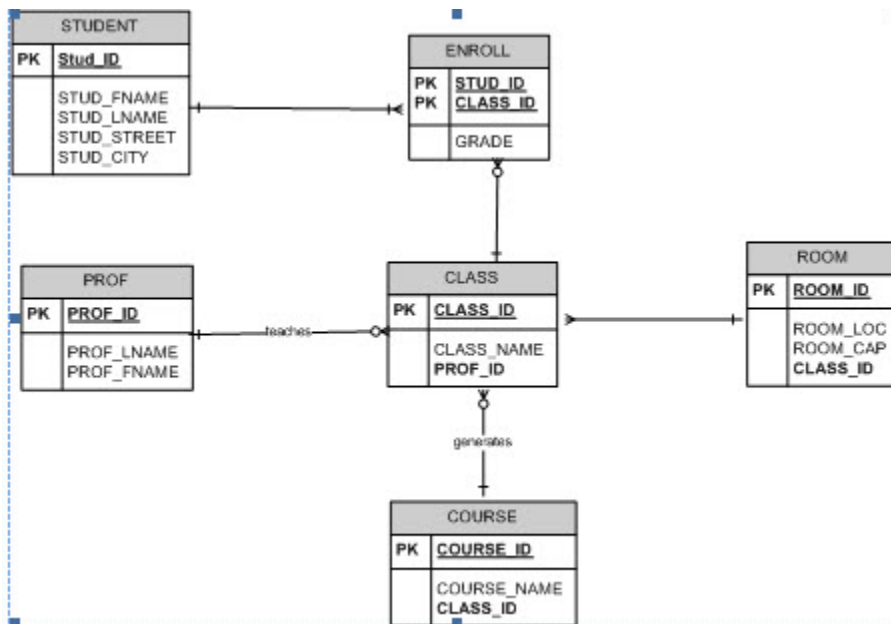 STUDENT
PK Stud_ID
STUD_FNAME
STUD_LNAME
STUD_STREET
STUD_CITY
ENROLL
PK STUD_ID
PK CLASS_ID
GRADE
PROF
PK PROF_ID
PROF_LNAME
PROF_FNAME
teaches
CLASS
PK CLASS_ID
CLASS_NAME
PROF_ID
ROOM
PK ROOM_ID
ROOM_LOC
ROOM_CAP
CLASS_ID
generates
COURSE
PK COURSE_ID
COURSE_NAME
CLASS_ID